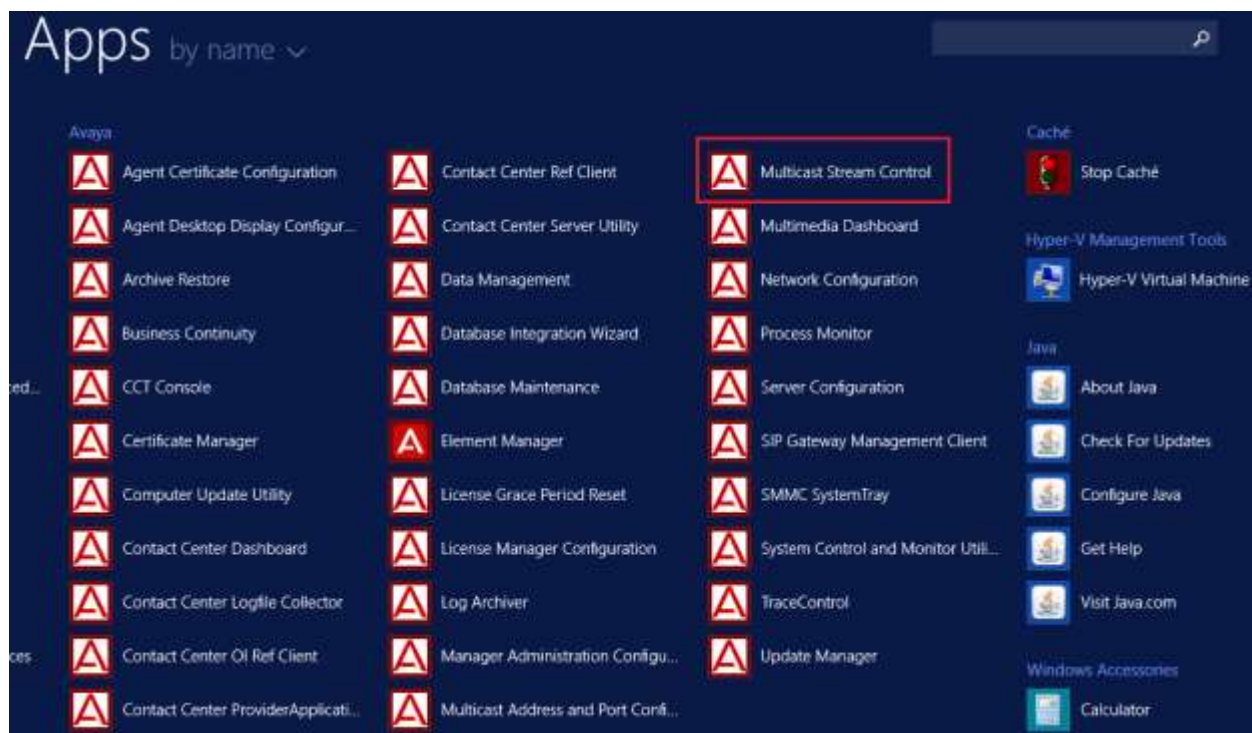 Apps by name
Avaya
Agent Certificate Configuration
Agent Desktop Display Configur...
Archive Restore
Business Continuity
ced...
CCT Console
Certificate Manager
Computer Update Utility
Contact Center Dashboard
Contact Center Logfile Collector
ces
Contact Center OI Ref Client
Contact Center ProviderApplicati...
Contact Center Ref Client
Contact Center Server Utility
Data Management
Database Integration Wizard
Database Maintenance
Element Manager
License Grace Period Reset
License Manager Configuration
Log Archiver
Manager Administration Configu...
Multicast Address and Port Confi...
Multicast Stream Control
Multimedia Dashboard
Network Configuration
Process Monitor
Server Configuration
SIP Gateway Management Client
SMMC SystemTray
System Control and Monitor Utili...
TraceControl
Update Manager
Caché
Stop Caché
Hyper-V Management Tools
Hyper-V Virtual Machine
Java
About Java
Check For Updates
Configure Java
Get Help
Visit Java.com
Windows Accessories
Calculator